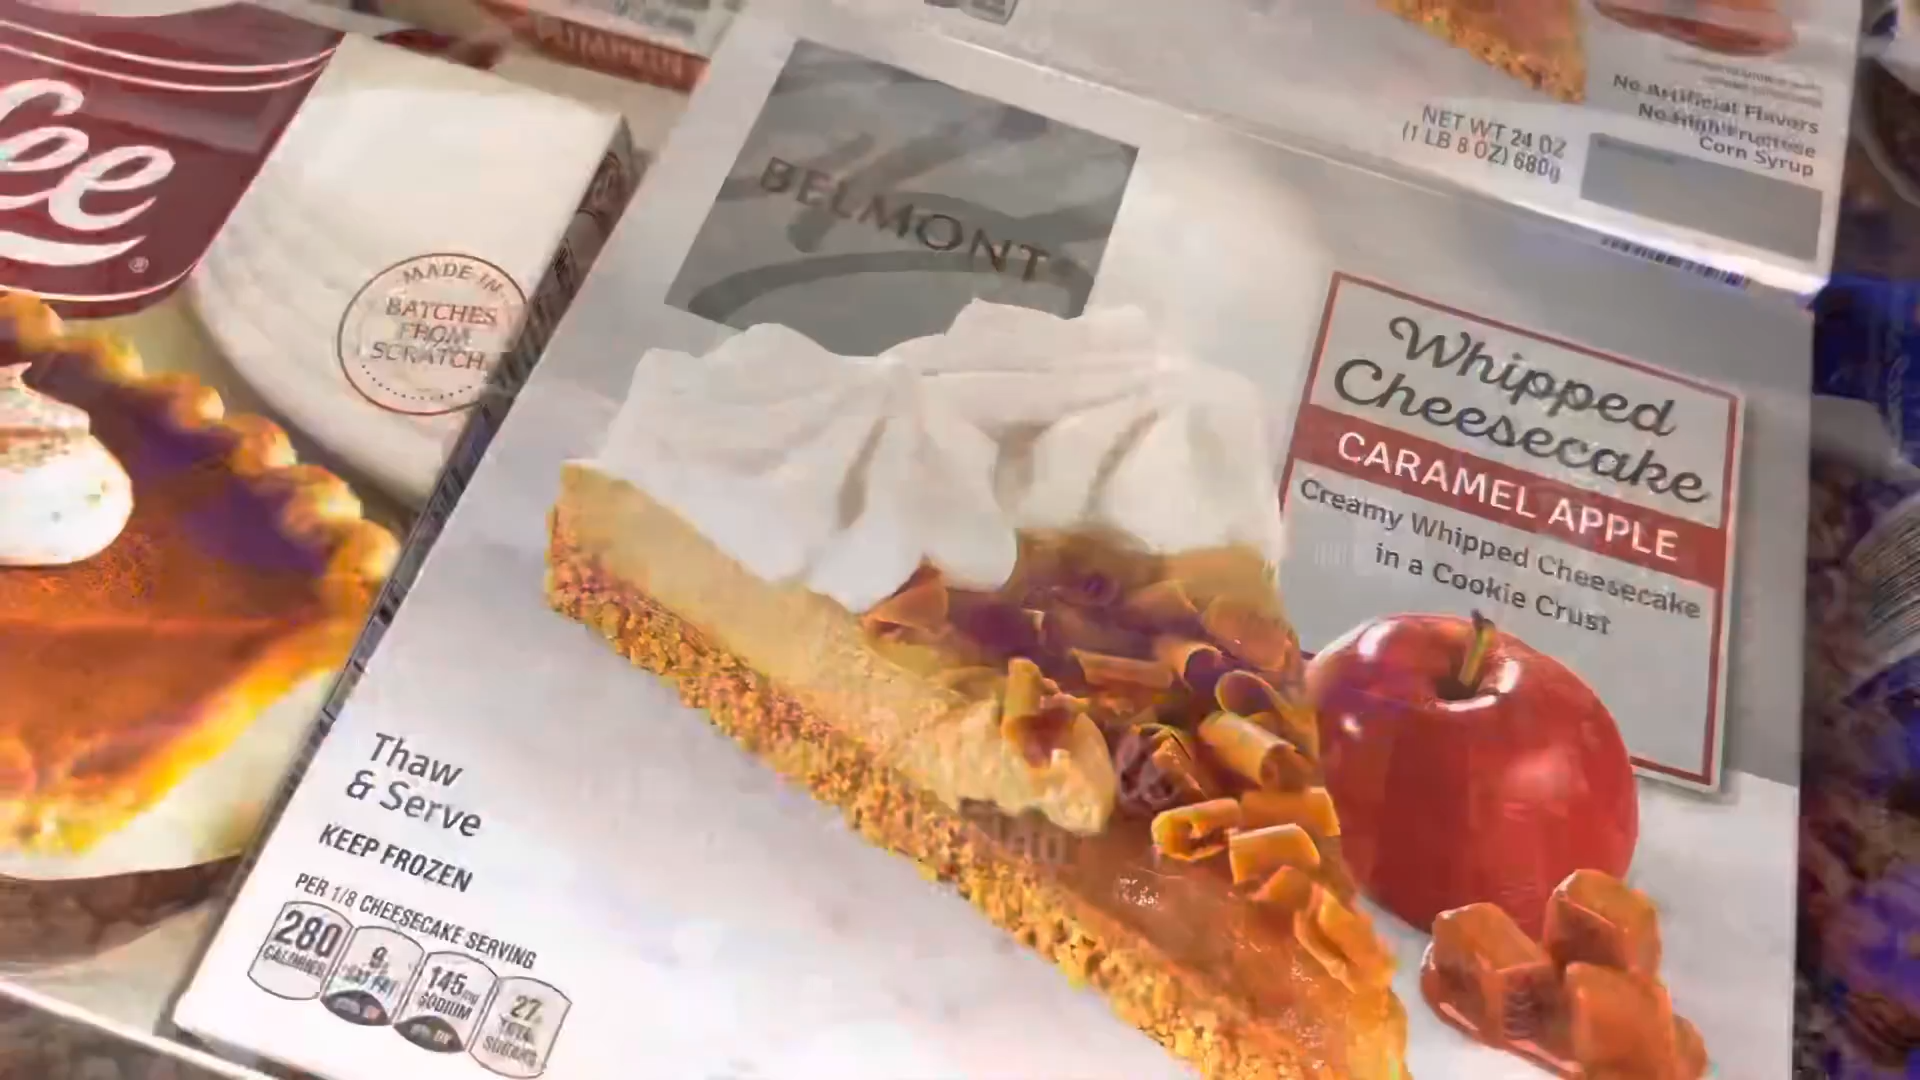 PUMPKIN
ee
®
MADE IN
BATCHES
FROM
SCRATCH
BELMONT
NET WT 24 OZ
(1 LB 8 OZ) 680g
No Artificial Flavors
No High Fructose
Corn Syrup
Whipped
Cheesecake
CARAMEL APPLE
Creamy Whipped Cheesecake
in a Cookie Crust
Thaw
& Serve
KEEP FROZEN
PER 1/8 CHEESECAKE SERVING
280
CALORIES
9g
SAT FAT
145mg
SODIUM
27g
TOTAL
SUGARS